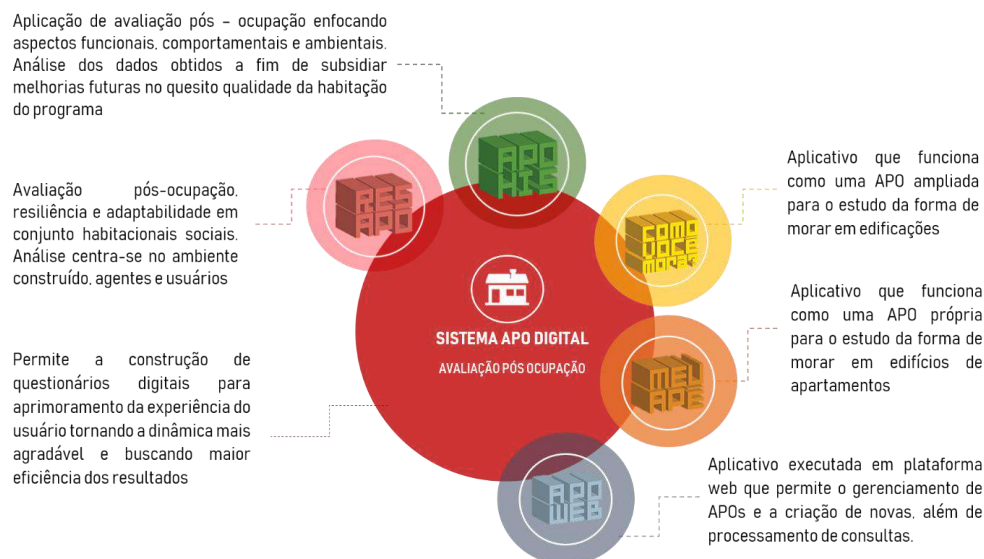 Aplicação de avaliação pós – ocupação enfocando
aspectos funcionais, comportamentais e ambientais.
Análise dos dados obtidos a fim de subsidiar
melhorias futuras no quesito qualidade da habitação
do programa
APO
HIS
RES
APO
Avaliação pós-ocupação,
resiliência e adaptabilidade em
conjunto habitacionais sociais.
Análise centra-se no ambiente
construído, agentes e usuários
COMO
VOCÊ
MORA?
Aplicativo que funciona
como uma APO ampliada
para o estudo da forma de
morar em edificações
SISTEMA APO DIGITAL
AVALIAÇÃO PÓS OCUPAÇÃO
MEU
APÊ
Aplicativo que funciona
como uma APO própria
para o estudo da forma de
morar em edifícios de
apartamentos
Permite a construção de
questionários digitais para
aprimoramento da experiência do
usuário tornando a dinâmica mais
agradável e buscando maior
eficiência dos resultados
APO
WEB
Aplicativo executada em plataforma
web que permite o gerenciamento de
APOs e a criação de novas, além de
processamento de consultas.